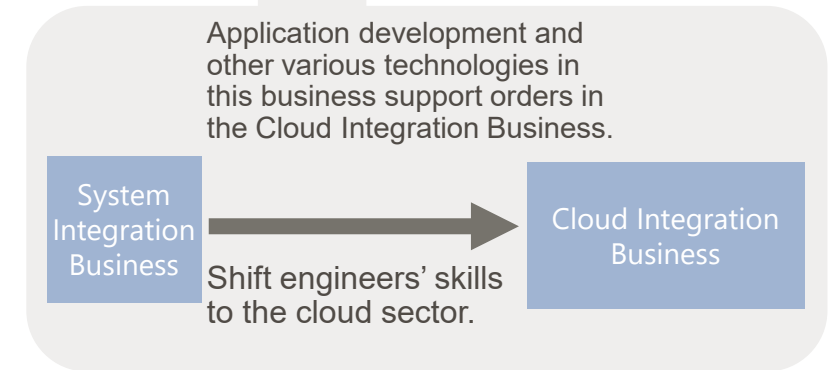 Application development and
other various technologies in
this business support orders in
the Cloud Integration Business.
System
Integration
Business
Cloud Integration
Business
Shift engineers’ skills
to the cloud sector.